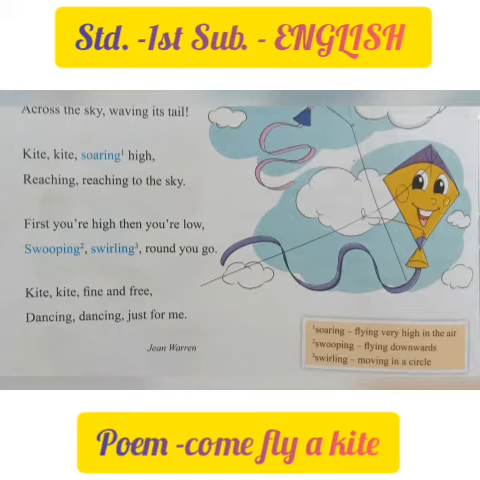 Std. -1st Sub. - ENGLISH
Across the sky, waving its tail!
Kite, kite, soaring¹ high,
Reaching, reaching to the sky.
First you're high then you're low,
Swooping², swirling³, round you go.
Kite, kite, fine and free,
Dancing, dancing, just for me.
Jean Warren
¹soaring – flying very high in the air
²swooping – flying downwards
³swirling – moving in a circle
Poem -come fly a kite